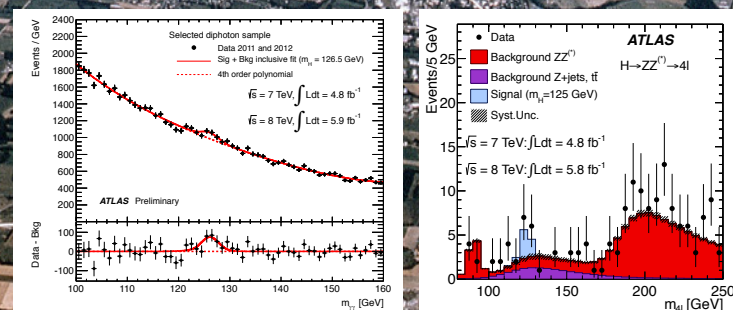 Events / GeV
2400
2200
2000
1800
1600
1400
1200
1000
800
600
400
200
Selected diphoton sample
Data 2011 and 2012
Sig + Bkg inclusive fit (m_H = 126.5 GeV)
4th order polynomial
√s = 7 TeV, ∫Ldt = 4.8 fb⁻¹
√s = 8 TeV, ∫Ldt = 5.9 fb⁻¹
ATLAS Preliminary
Data - Bkg
100
0
-100
100 110 120 130 140 150 160
m_γγ [GeV]
Events/5 GeV
25
20
15
10
5
0
Data
Background ZZ(*)
Background Z+jets, tt̄
Signal (m_H=125 GeV)
Syst.Unc.
ATLAS
H→ZZ(*)→4l
√s = 7 TeV:∫Ldt = 4.8 fb⁻¹
√s = 8 TeV:∫Ldt = 5.8 fb⁻¹
100 150 200 250
m_4l [GeV]